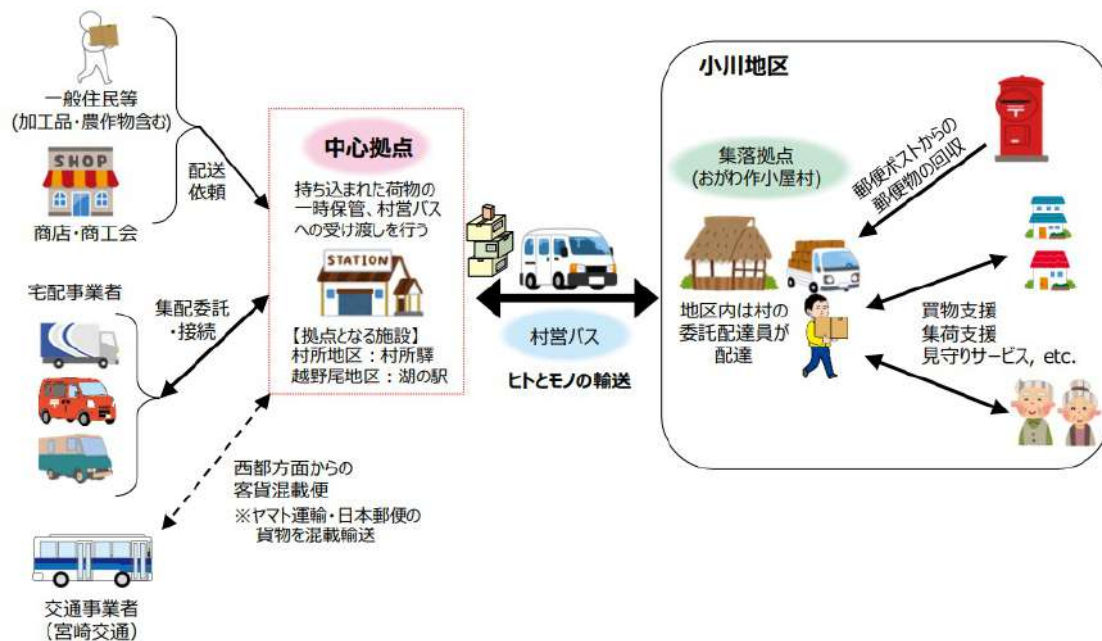 一般住民等
(加工品・農作物含む)
SHOP
商店・商工会
配送
依頼
宅配事業者
集配委託
・接続
交通事業者
（宮崎交通）
中心拠点
持ち込まれた荷物の
一時保管、村営バス
への受け渡しを行う
STATION
【拠点となる施設】
村所地区：村所驛
越野尾地区：湖の駅
西都方面からの
客貨混載便
※ヤマト運輸・日本郵便の
貨物を混載輸送
村営バス
ヒトとモノの輸送
小川地区
集落拠点
(おがわ作小屋村)
郵便ポストからの
郵便物の回収
地区内は村の
委託配達員が
配達
買物支援
集荷支援
見守りサービス, etc.